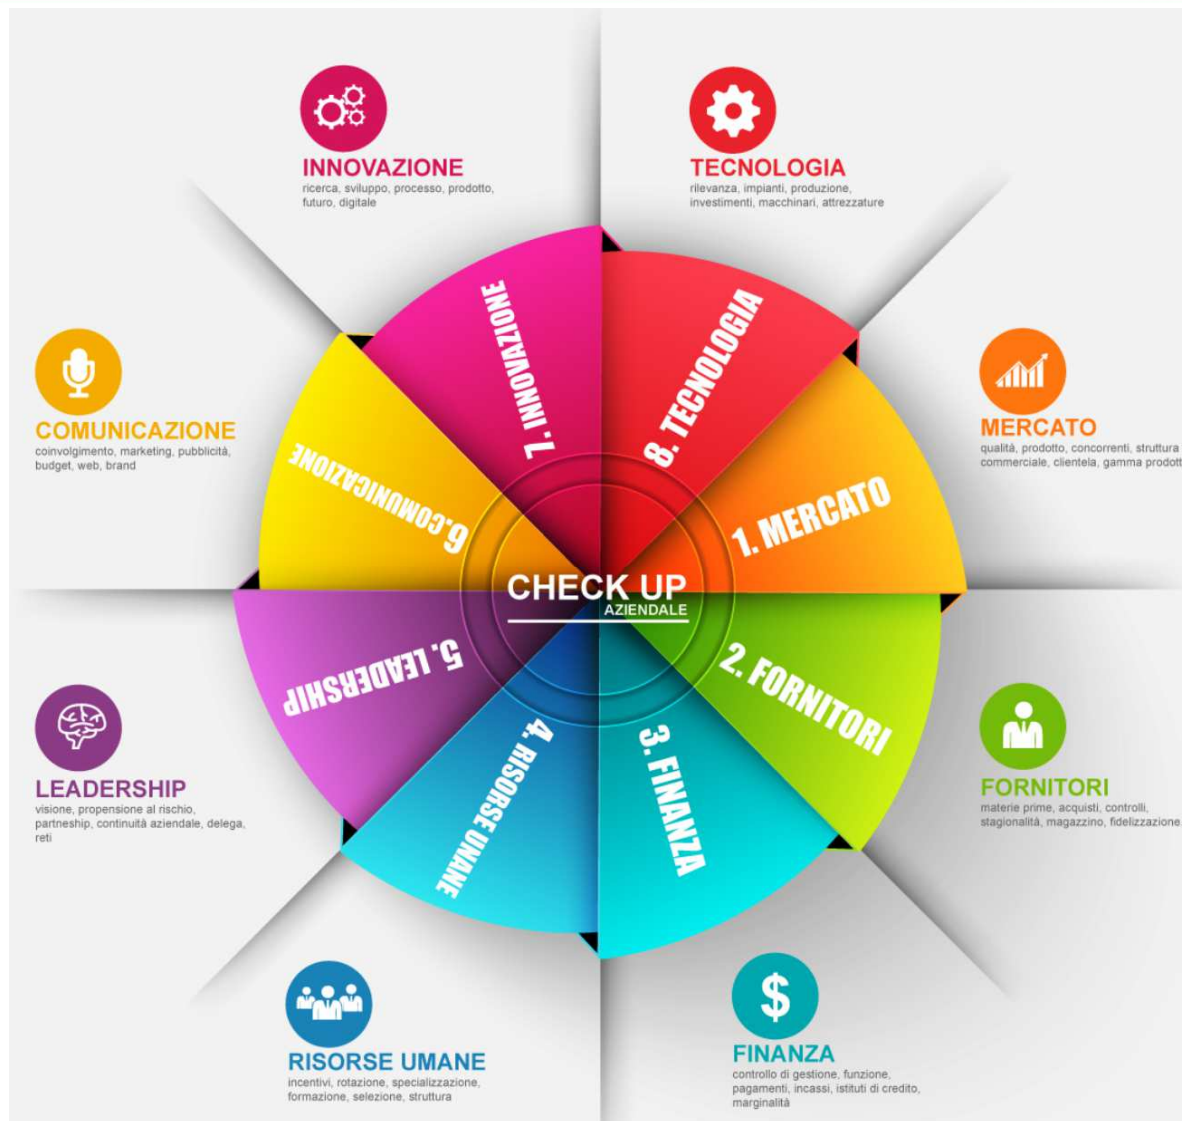 INNOVAZIONE
ricerca, sviluppo, processo, prodotto,
futuro, digitale
TECNOLOGIA
rilevanza, impianti, produzione,
investimenti, macchinari, attrezzature
COMUNICAZIONE
coinvolgimento, marketing, pubblicità,
budget, web, brand
MERCATO
qualità, prodotto, concorrenti, struttura
commerciale, clientela, gamma prodott
7. INNOVAZIONE
8. TECNOLOGIA
6.COMUNICAZIONE
1. MERCATO
CHECK UP
AZIENDALE
5. LEADERSHIP
2. FORNITORI
4. RISORSE UMANE
3. FINANZA
LEADERSHIP
visione, propensione al rischio,
partneship, continuità aziendale, delega,
reti
FORNITORI
materie prime, acquisti, controlli,
stagionalità, magazzino, fidelizzazione
RISORSE UMANE
incentivi, rotazione, specializzazione,
formazione, selezione, struttura
FINANZA
controllo di gestione, funzione,
pagamenti, incassi, istituti di credito,
marginalità